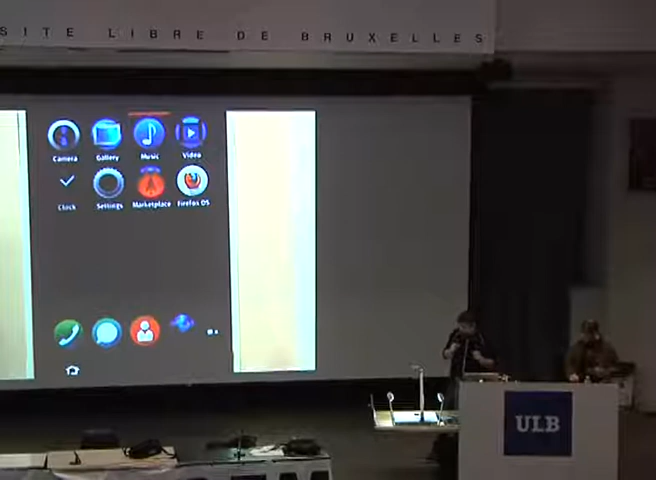 SITE LIBRE DE BRUXELLES
Camera Gallery Music Video
Clock Settings Marketplace Firefox OS
ULB